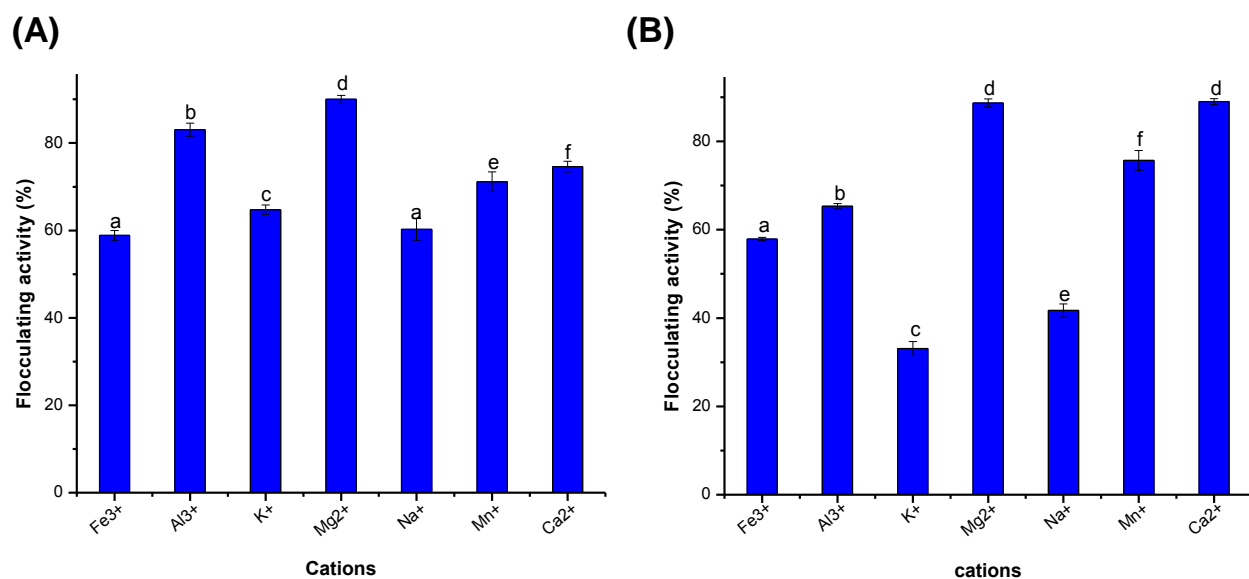 (A)
Flocculating activity (%)
80
60
40
20
0
a
b
c
d
a
e
f
Fe3+
Al3+
K+
Mg2+
Na+
Mn+
Ca2+
Cations
(B)
Flocculating activity (%)
80
60
40
20
0
a
b
c
d
e
f
d
Fe3+
Al3+
K+
Mg2+
Na+
Mn+
Ca2+
cations